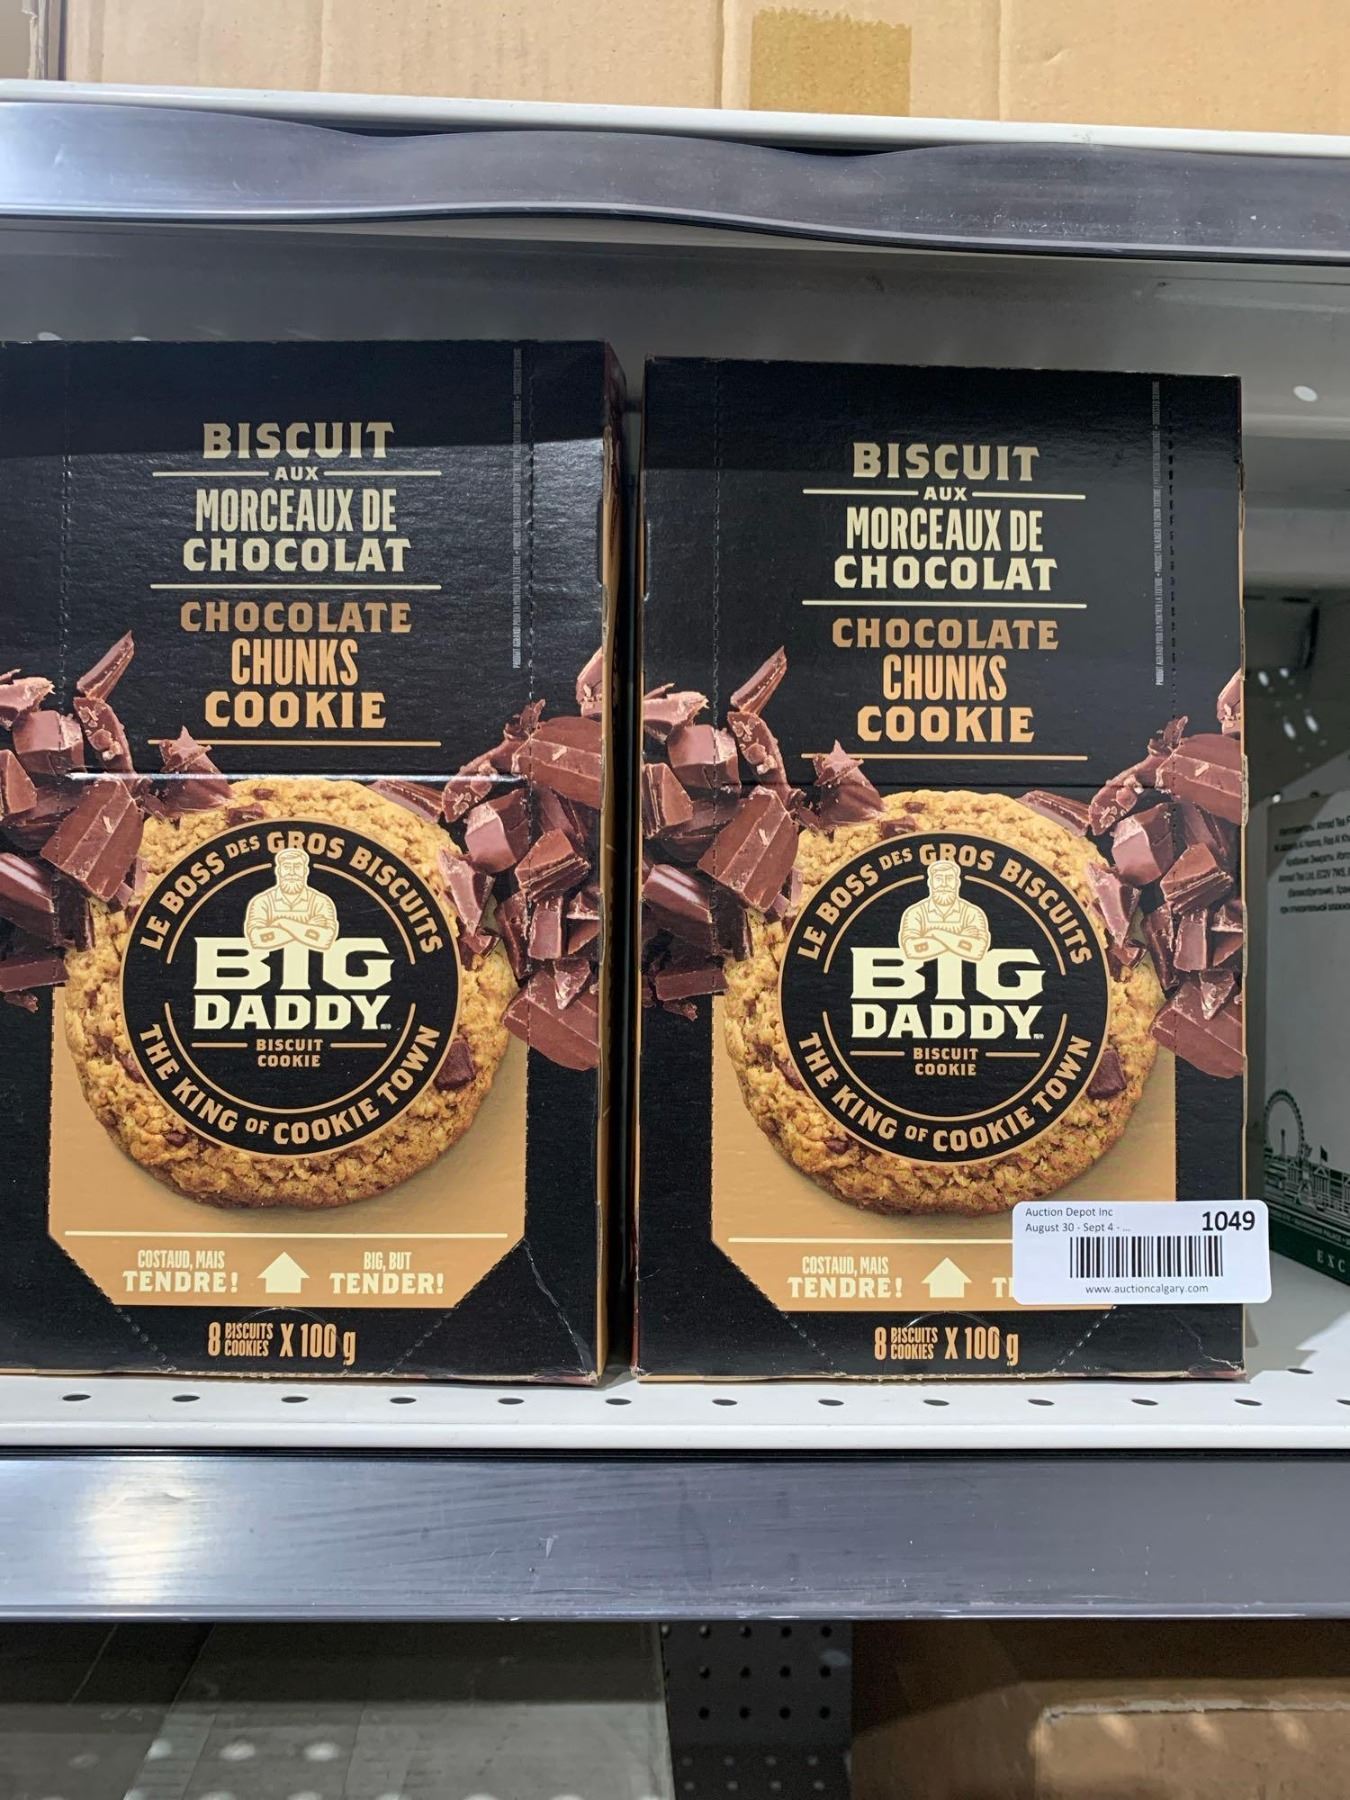 BISCUIT
AUX
MORCEAUX DE
CHOCOLAT
CHOCOLATE
CHUNKS
COOKIE
LE BOSS DES GROS BISCUITS
BIG
DADDY
BISCUIT
COOKIE
THE KING OF COOKIE TOWN
COSTAUD, MAIS
TENDRE!
BIG, BUT
TENDER!
8 BISCUITS
COOKIES X 100 g
BISCUIT
AUX
MORCEAUX DE
CHOCOLAT
CHOCOLATE
CHUNKS
COOKIE
LE BOSS DES GROS BISCUITS
BIG
DADDY
BISCUIT
COOKIE
THE KING OF COOKIE TOWN
COSTAUD, MAIS
TENDRE!
8 BISCUITS
COOKIES X 100 g
Auction Depot Inc
August 30 - Sept 4 - ...
1049
www.auctioncalgary.com